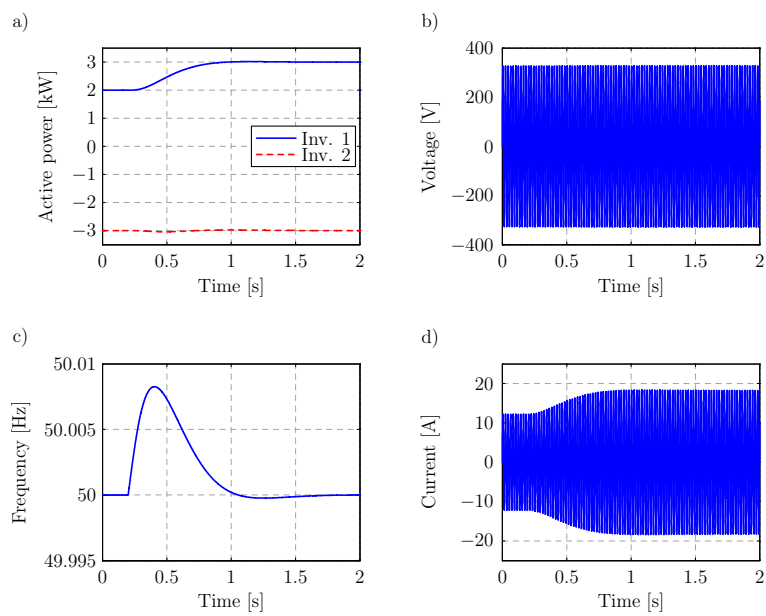 a)
3
2
1
0
−1
−2
−3
Active power [kW]
Inv. 1
Inv. 2
0
0.5
1
1.5
2
Time [s]
b)
400
200
0
−200
−400
Voltage [V]
0
0.5
1
1.5
2
Time [s]
c)
50.01
50.005
50
49.995
Frequency [Hz]
0
0.5
1
1.5
2
Time [s]
d)
20
10
0
−10
−20
Current [A]
0
0.5
1
1.5
2
Time [s]